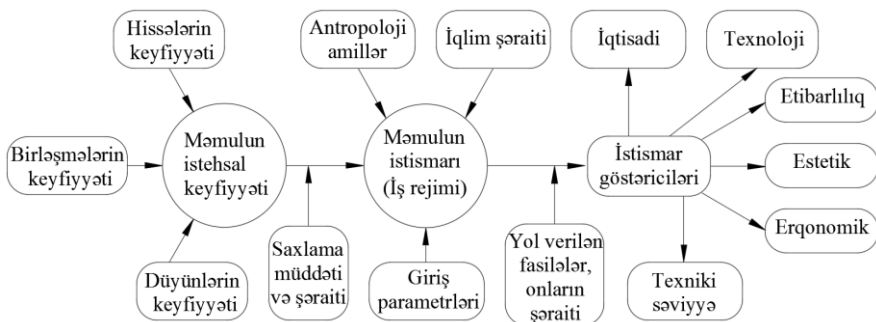 Hissələrin
keyfiyyəti
Antropoloji
amillər
İqlim şəraiti
İqtisadi
Texnoloji
Birləşmələrin
keyfiyyəti
Məmulun
istehsal
keyfiyyəti
Məmulun
istismarı
(İş rejimi)
İstismar
göstəriciləri
Etibarlılıq
Estetik
Erqonomik
Düyünlərin
keyfiyyəti
Saxlama
müddəti
və şəraiti
Giriş
parametrləri
Yol verilən
fasilələr,
onların
şəraiti
Texniki
səviyyə